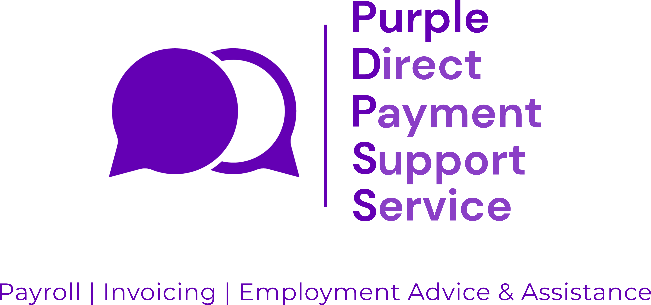 Purple
Direct
Payment
Support
Service
Payroll | Invoicing | Employment Advice & Assistance